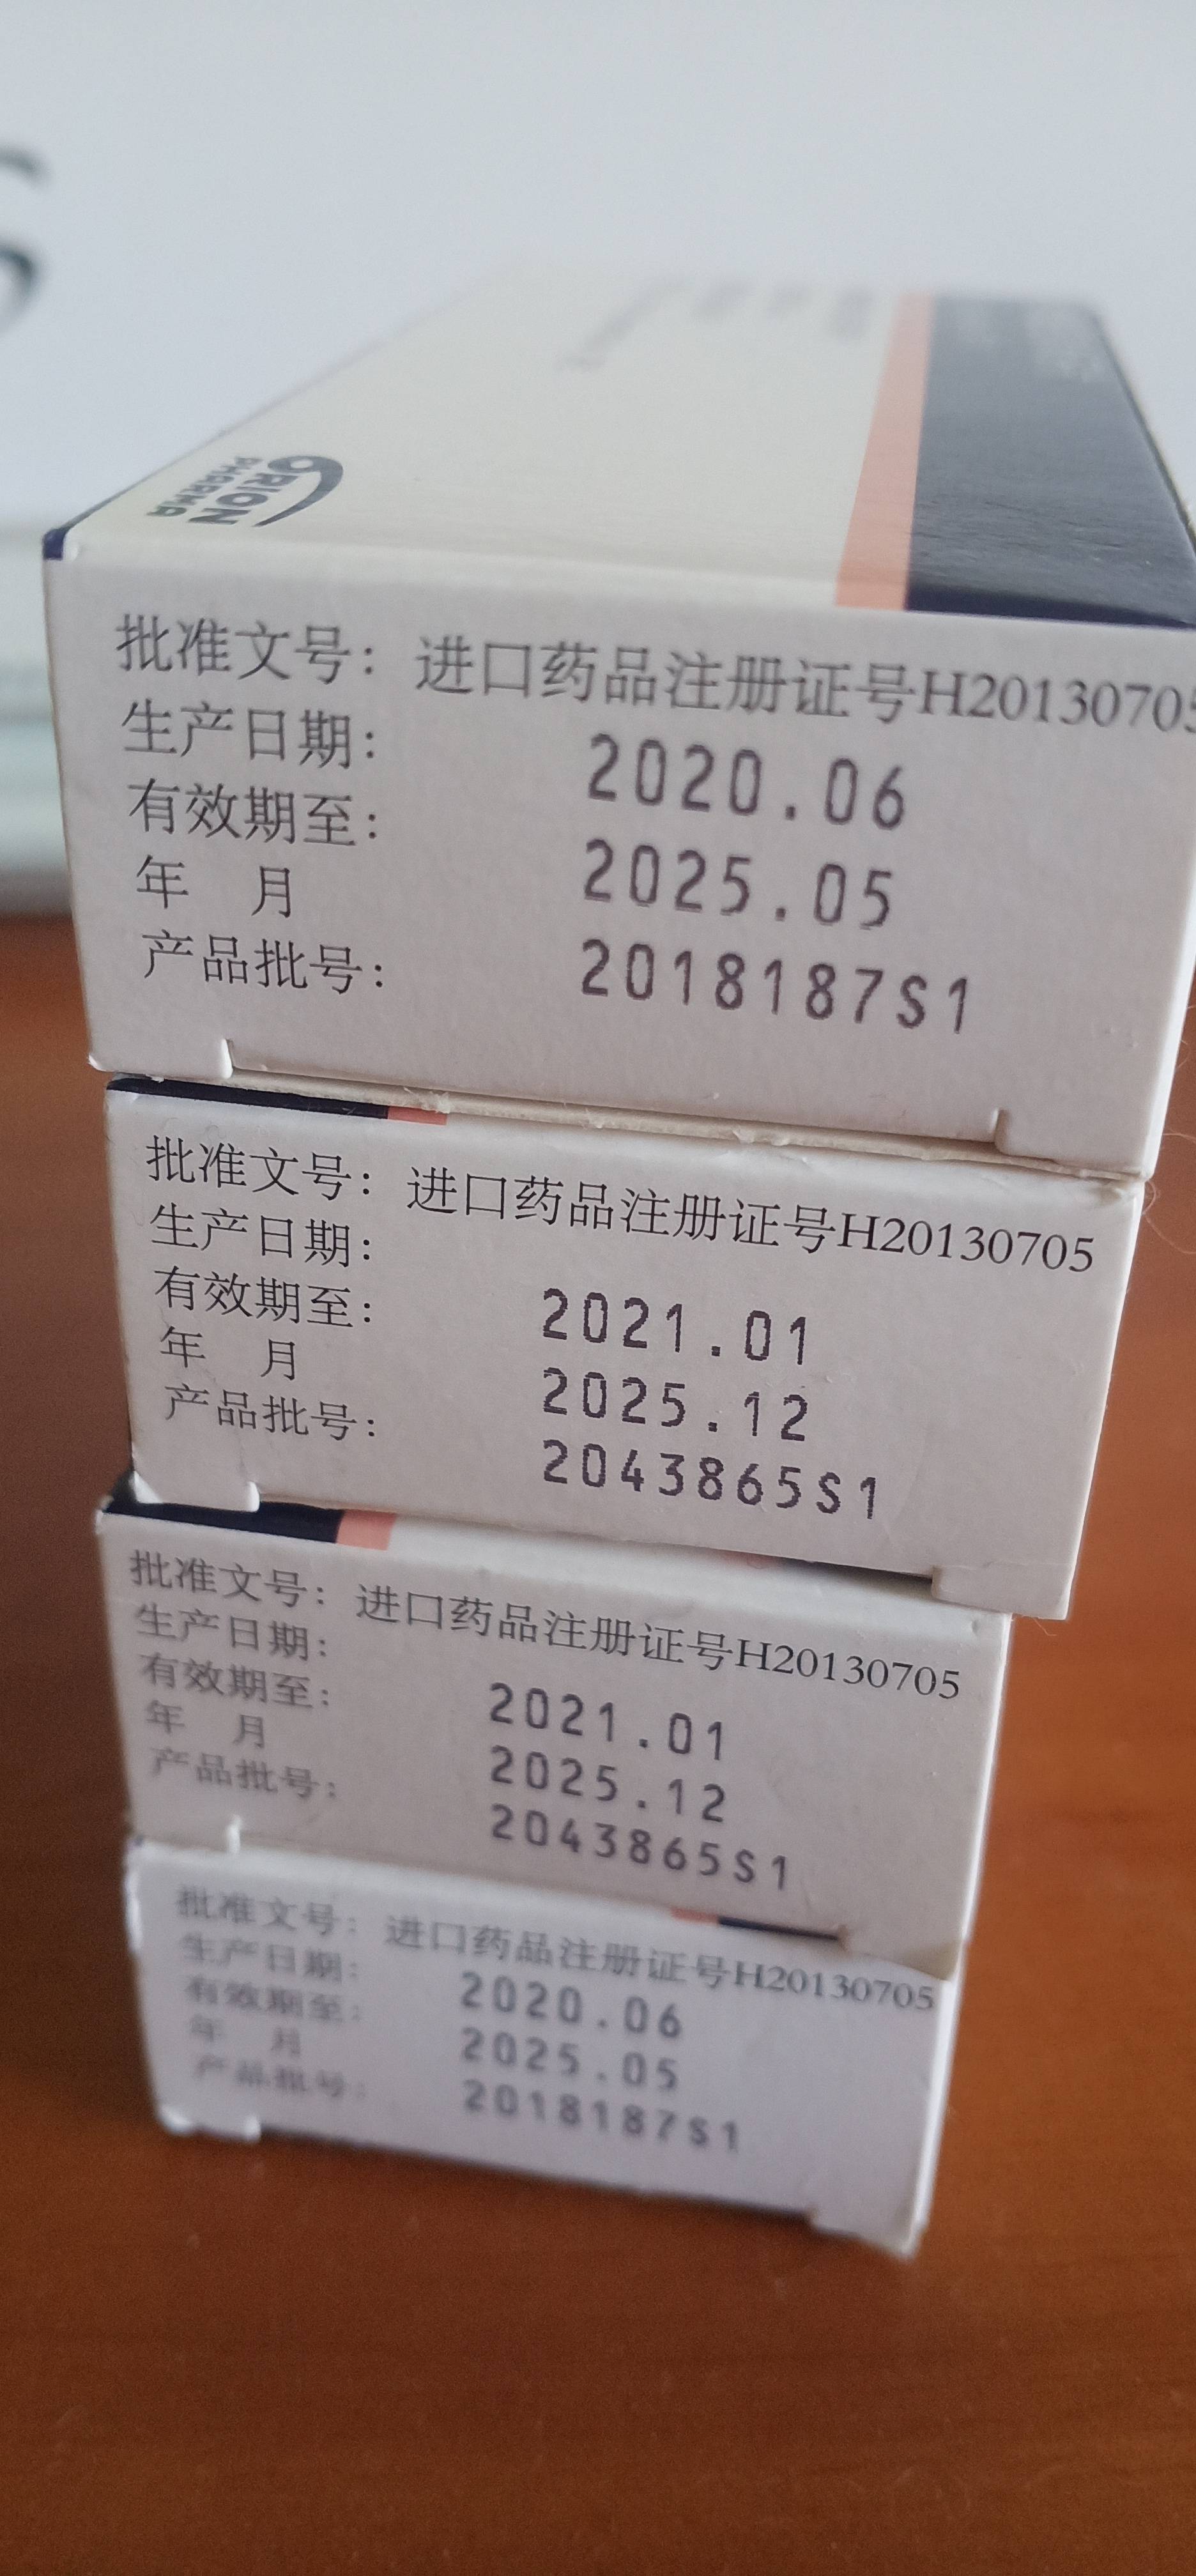 ORION
PHARMA
批准文号：进口药品注册证号H20130705
生产日期： 2020.06
有效期至： 2025.05
年 月
产品批号： 2018187S1
批准文号：进口药品注册证号H20130705
生产日期：
有效期至： 2021.01
年 月 2025.12
产品批号： 2043865S1
批准文号：进口药品注册证号H20130705
生产日期：
有效期至： 2021.01
年 月 2025.12
产品批号： 2043865S1
批准文号：进口药品注册证号H20130705
生产日期： 2020.06
有效期至： 2025.05
年 月
产品批号： 2018187S1